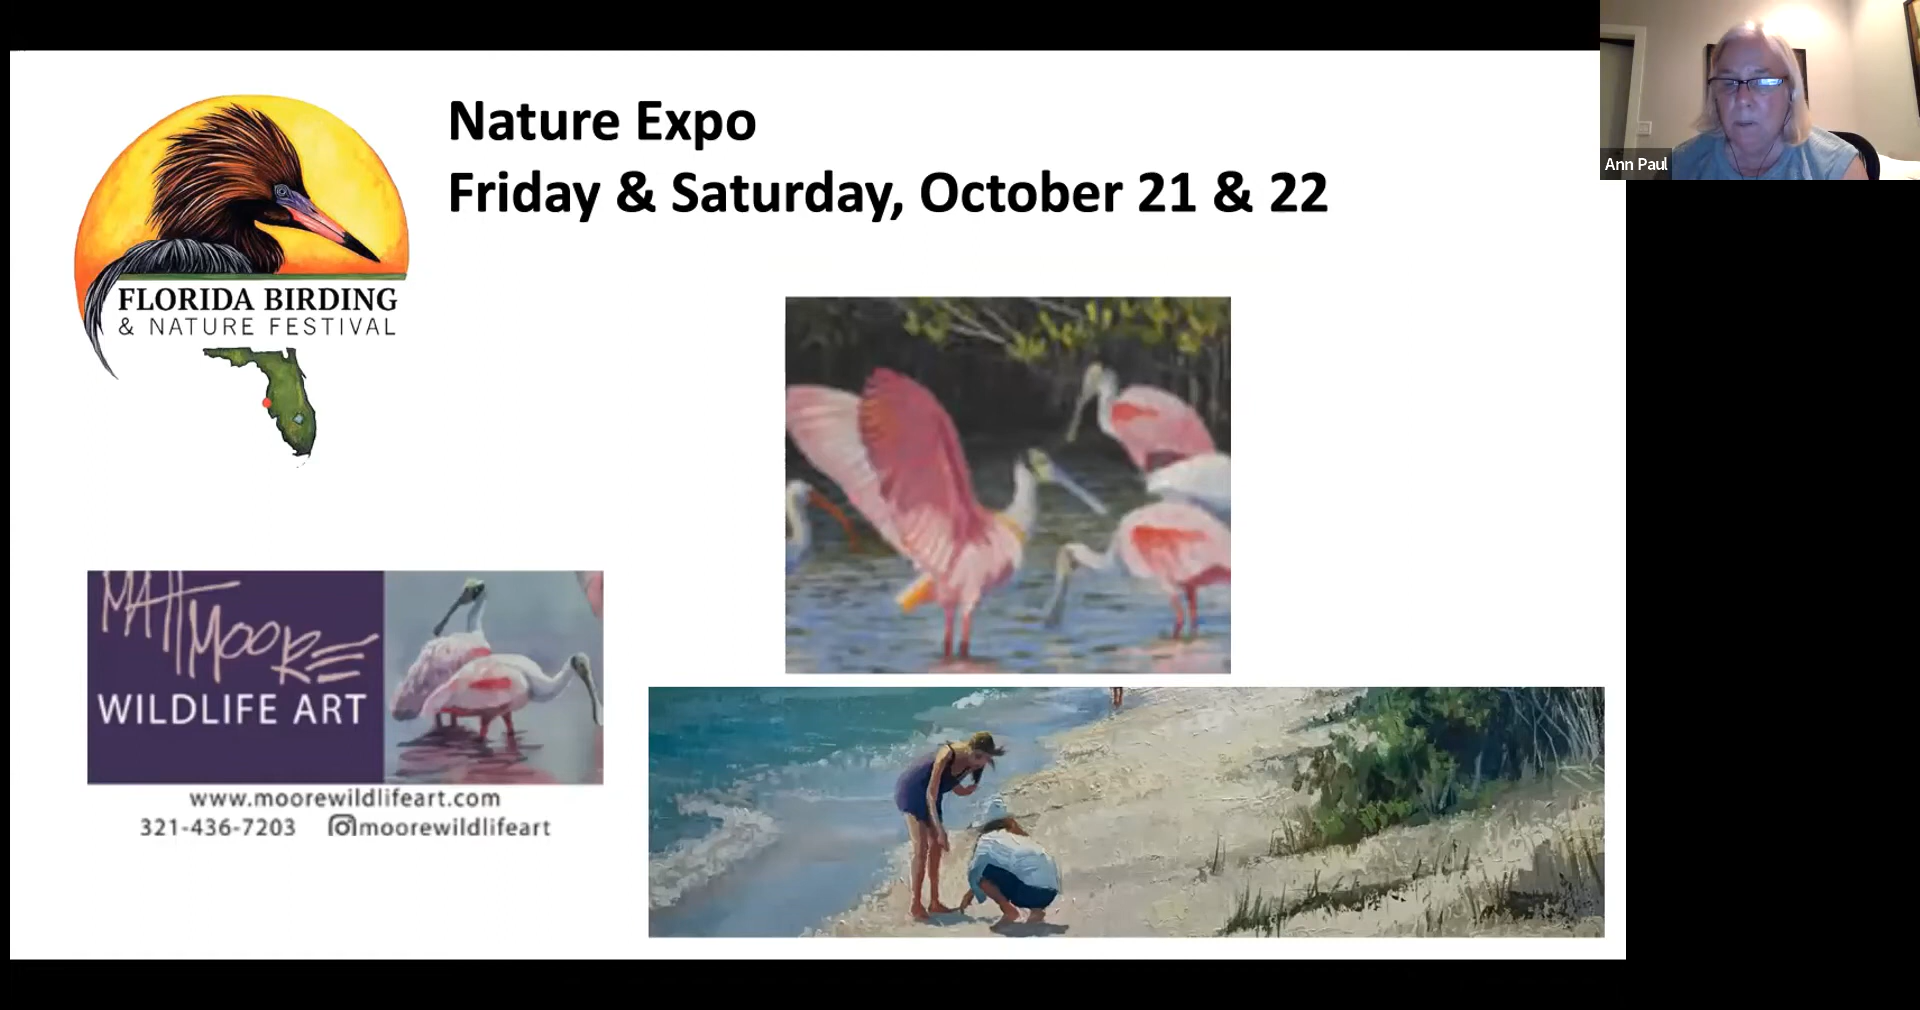 Nature Expo
Friday & Saturday, October 21 & 22
FLORIDA BIRDING
& NATURE FESTIVAL
MATT MOORE
WILDLIFE ART
www.moorewildlifeart.com
321-436-7203 moorewildlifeart
Ann Paul